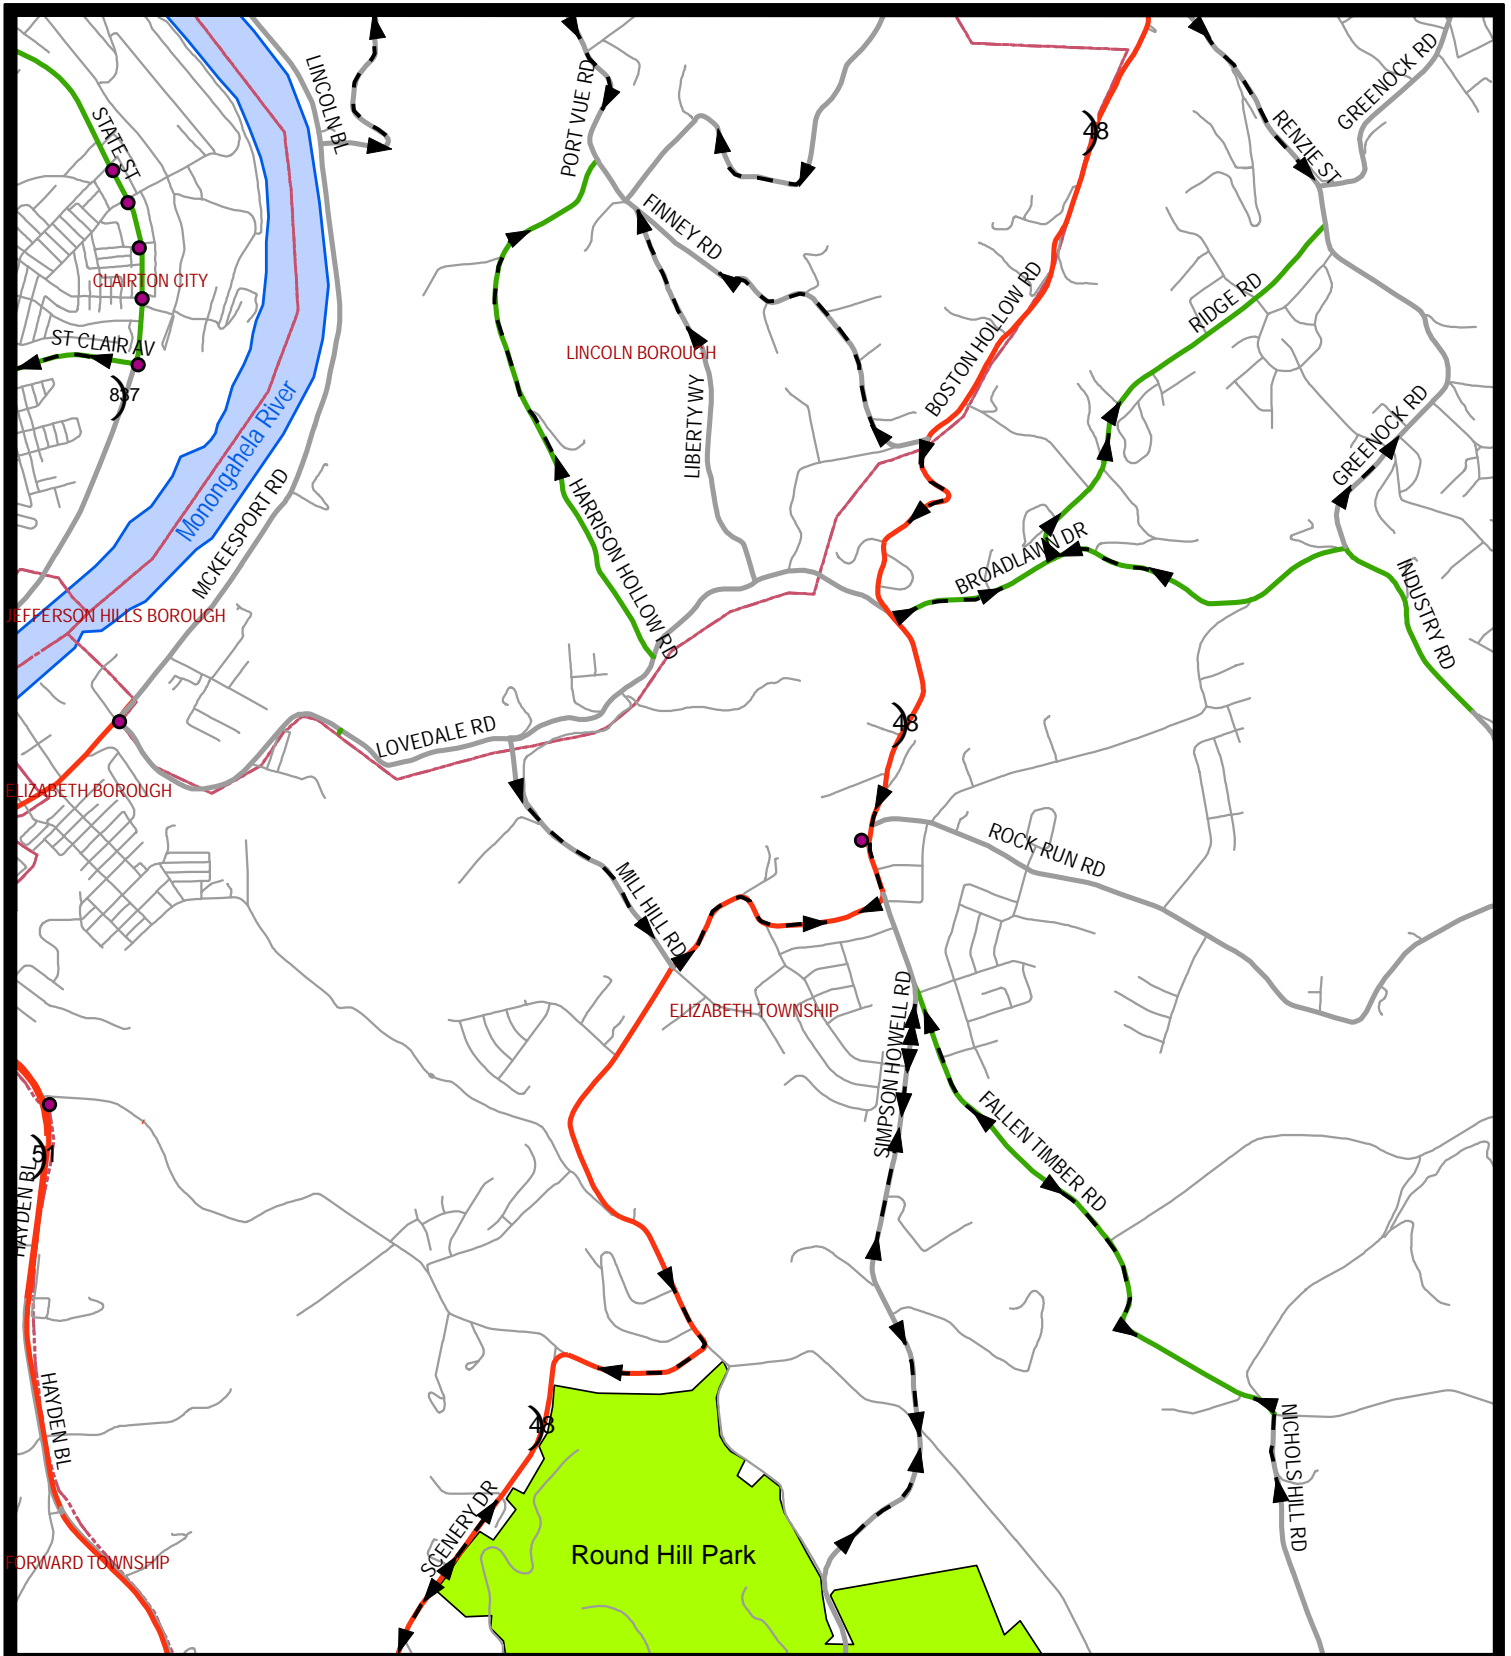 LINCOLN BL
PORT VUE RD
GREENOCK RD
STATE ST
48
RENZIE ST
FINNEY RD
CLAIRTON CITY
BOSTON HOLLOW RD
RIDGE RD
ST CLAIR AV
LINCOLN BOROUGH
837
Monongahela River
LIBERTY WY
GREENOCK RD
MCKEESPORT RD
HARRISON HOLLOW RD
BROADLAWN DR
INDUSTRY RD
JEFFERSON HILLS BOROUGH
LOVEDALE RD
48
ELIZABETH BOROUGH
ROCK RUN RD
MILL HILL RD
ELIZABETH TOWNSHIP
SIMPSON HOWELL RD
FALLEN TIMBER RD
51
HAYDEN BL
HAYDEN BL
48
NICHOLS HILL RD
SCENERY DR
Round Hill Park
FORWARD TOWNSHIP